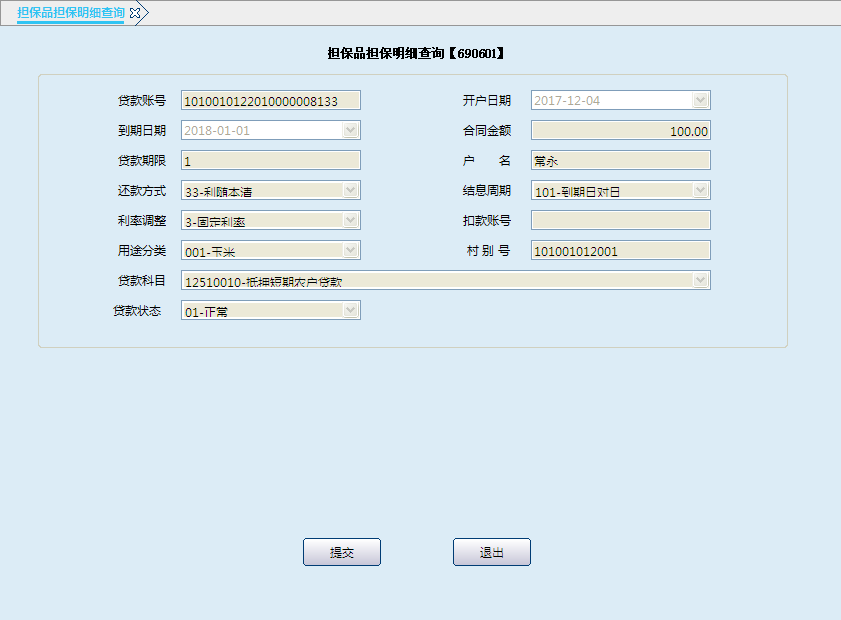 担保品担保明细查询
担保品担保明细查询【690601】
贷款账号 1010010122010000008133 开户日期 2017-12-04
到期日期 2018-01-01 合同金额 100.00
贷款期限 1 户 名 常永
还款方式 33-利随本清 结息周期 101-到期日对日
利率调整 3-固定利率 扣款账号
用途分类 001-玉米 村别号 101001012001
贷款科目 12510010-抵押短期农户贷款
贷款状态 01-正常
提交 退出